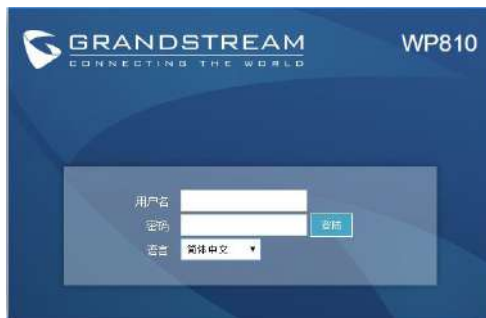 GRANDSTREAM WP810
CONNECTING THE WORLD
用户名
密码 登陆
语言 简体中文